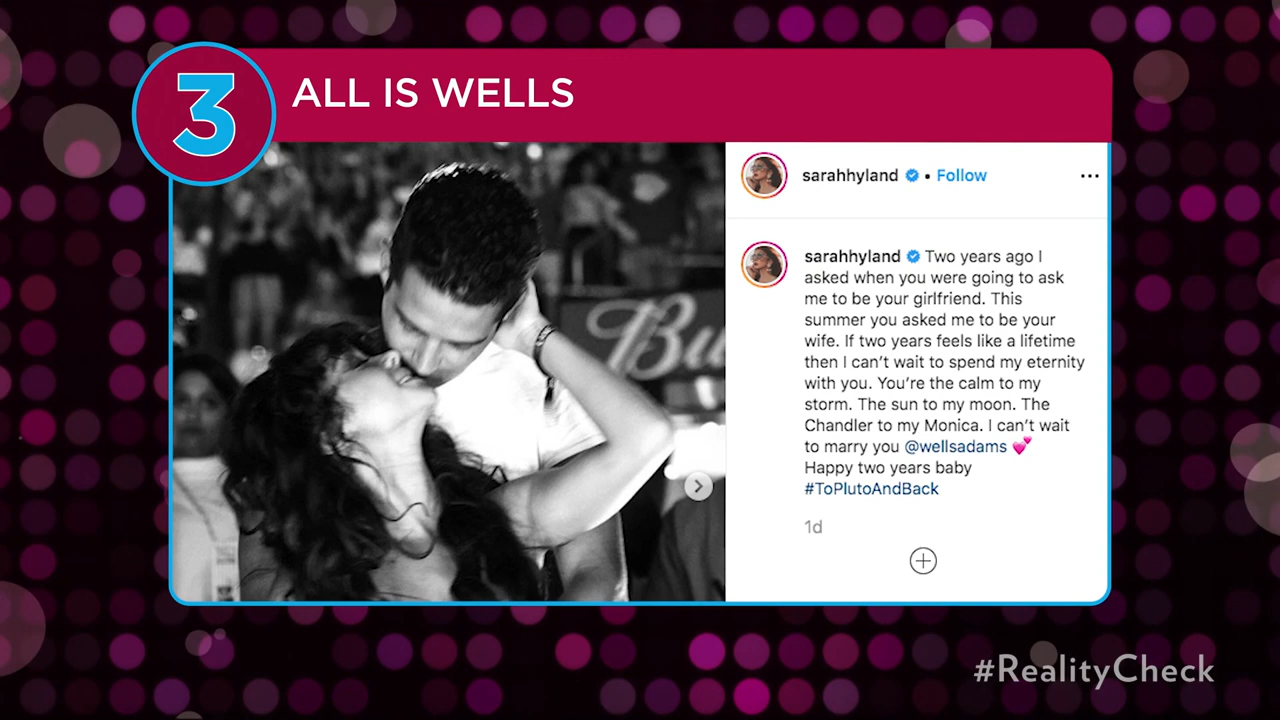 3
ALL IS WELLS
Bu
sarahhyland • Follow
sarahhyland Two years ago I
asked when you were going to ask
me to be your girlfriend. This
summer you asked me to be your
wife. If two years feels like a lifetime
then I can’t wait to spend my eternity
with you. You’re the calm to my
storm. The sun to my moon. The
Chandler to my Monica. I can’t wait
to marry you @wellsadams 💕
Happy two years baby
#ToPlutoAndBack
1d
#RealityCheck